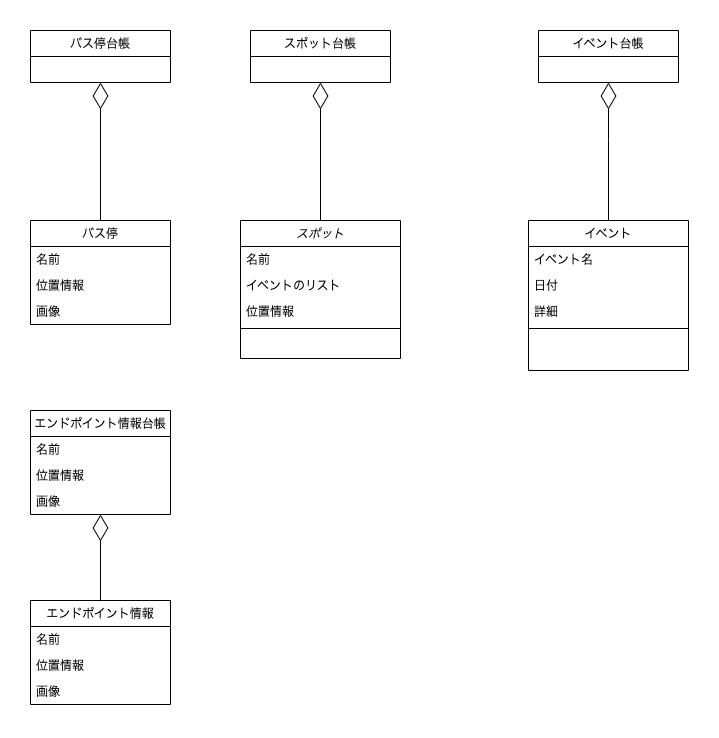 バス停台帳
スポット台帳
イベント台帳
バス停
名前
位置情報
画像
スポット
名前
イベントのリスト
位置情報
イベント
イベント名
日付
詳細
エンドポイント情報台帳
名前
位置情報
画像
エンドポイント情報
名前
位置情報
画像